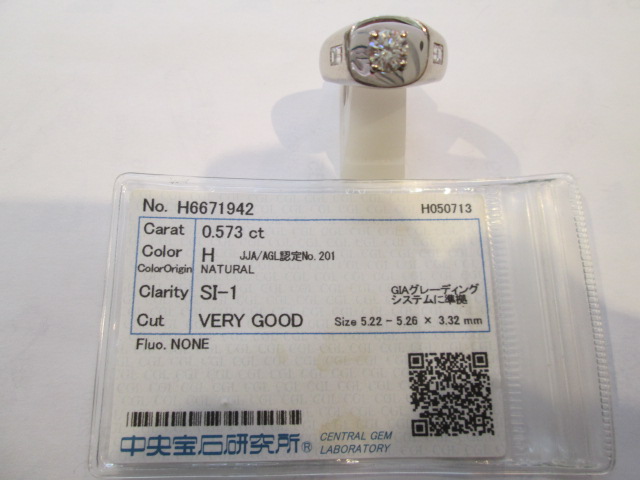 No. H6671942 H050713
Carat 0.573 ct
Color H JJA/AGL認定No.201
ColorOrigin NATURAL
Clarity SI-1 GIAグレーディング
システムに準拠
Cut VERY GOOD Size 5.22 - 5.26 × 3.32 mm
Fluo. NONE
中央宝石研究所® CENTRAL GEM
LABORATORY